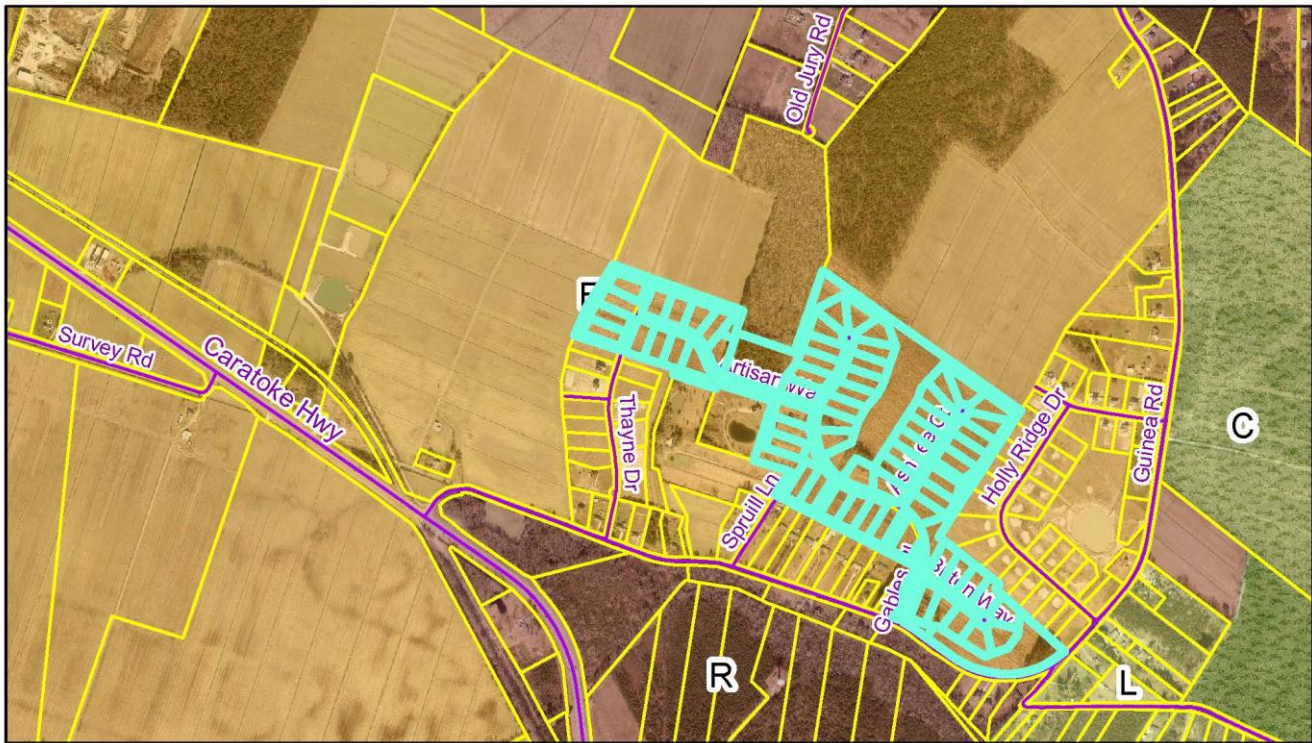 Old Jury Rd
Survey Rd
Caratoke Hwy
Thayne Dr
Spruill Ln
Holly Ridge Dr
Guinea Rd
C
R
L